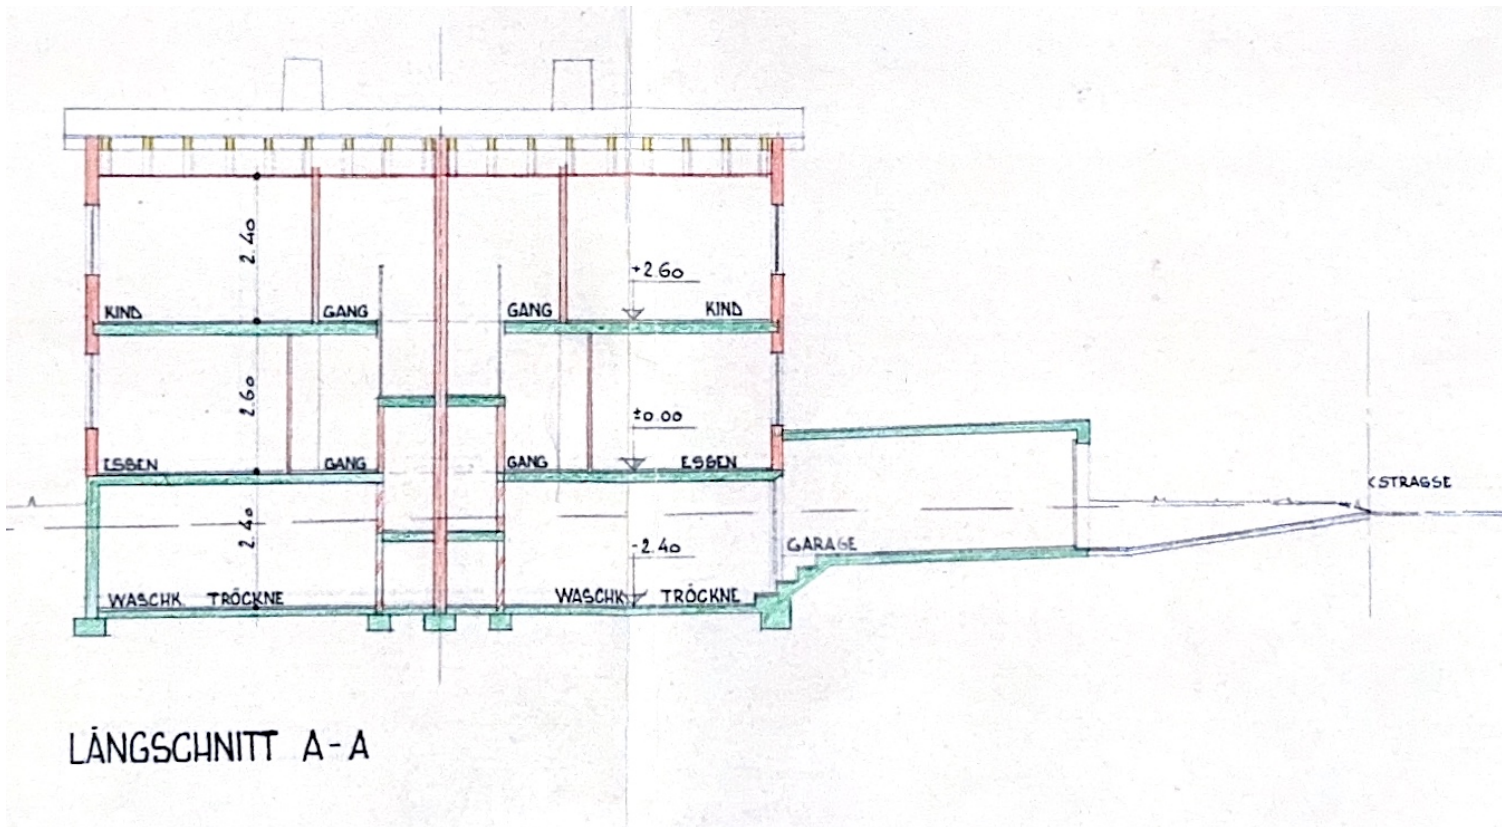 2.40
+2.60
KIND GANG GANG KIND
2.60
±0.00
ESSEN GANG GANG ESSEN
KSTRASSE
2.40
-2.40
GARAGE
WASCHK. TRÖCKNE WASCHK TRÖCKNE
LÄNGSCHNITT A-A